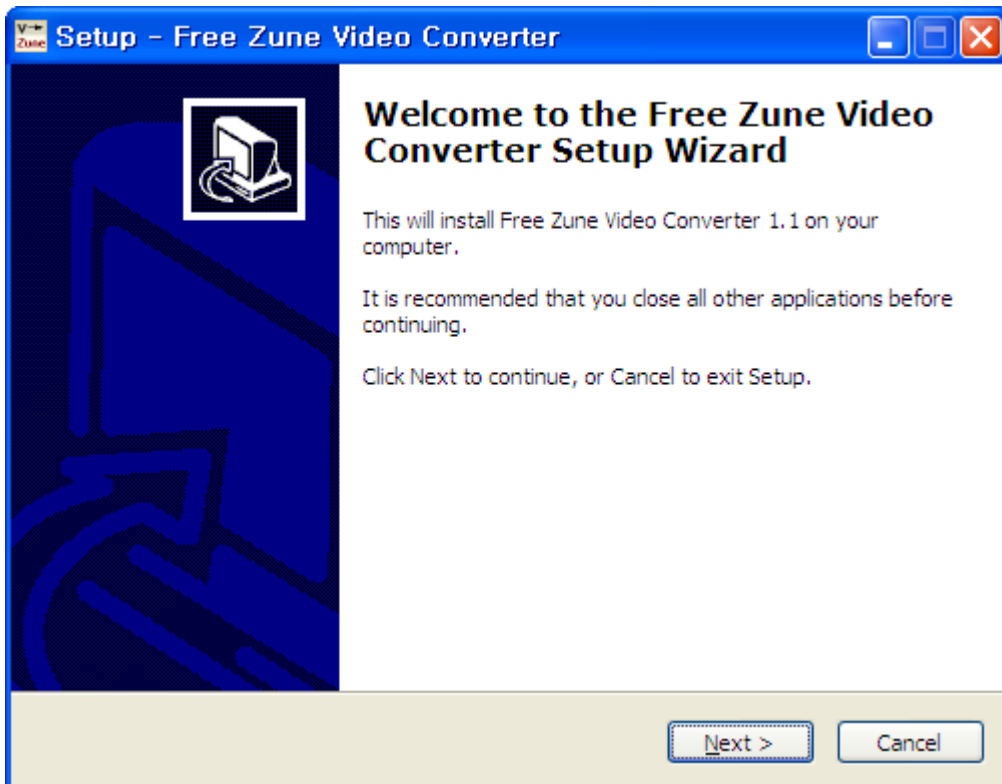 V→
Zune
Setup - Free Zune Video Converter
Welcome to the Free Zune Video
Converter Setup Wizard
This will install Free Zune Video Converter 1.1 on your
computer.
It is recommended that you close all other applications before
continuing.
Click Next to continue, or Cancel to exit Setup.
Next >
Cancel